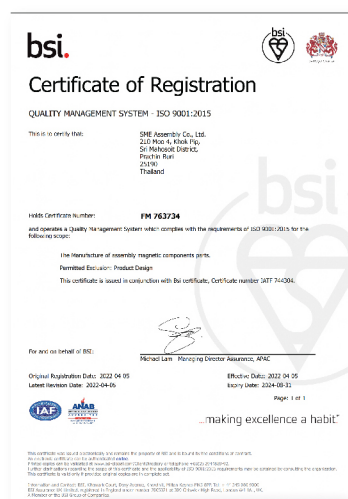 bsi.
bsi
Certificate of Registration
QUALITY MANAGEMENT SYSTEM - ISO 9001:2015
This is to certify that:
SME Assembly Co., Ltd.
210 Moo 4, Khok Pip,
Sri Mahosoit District,
Prachin Buri
25190
Thailand
Holds Certificate Number:
FM 763734
and operates a Quality Management System which complies with the requirements of ISO 9001:2015 for the
following scope:
The Manufacture of assembly magnetic components parts.
Permitted Exclusion: Product Design
This certificate is issued in conjunction with Bsi certificate, Certificate number IATF 744304.
For and on behalf of BSI:
Michael Lam Managing Director Assurance, APAC
Original Registration Date: 2022-04-05
Effective Date: 2022-04-05
Latest Revision Date: 2022-04-05
Expiry Date: 2024-08-31
Page: 1 of 1
IAF
ANAB
...making excellence a habit.™
bsi.